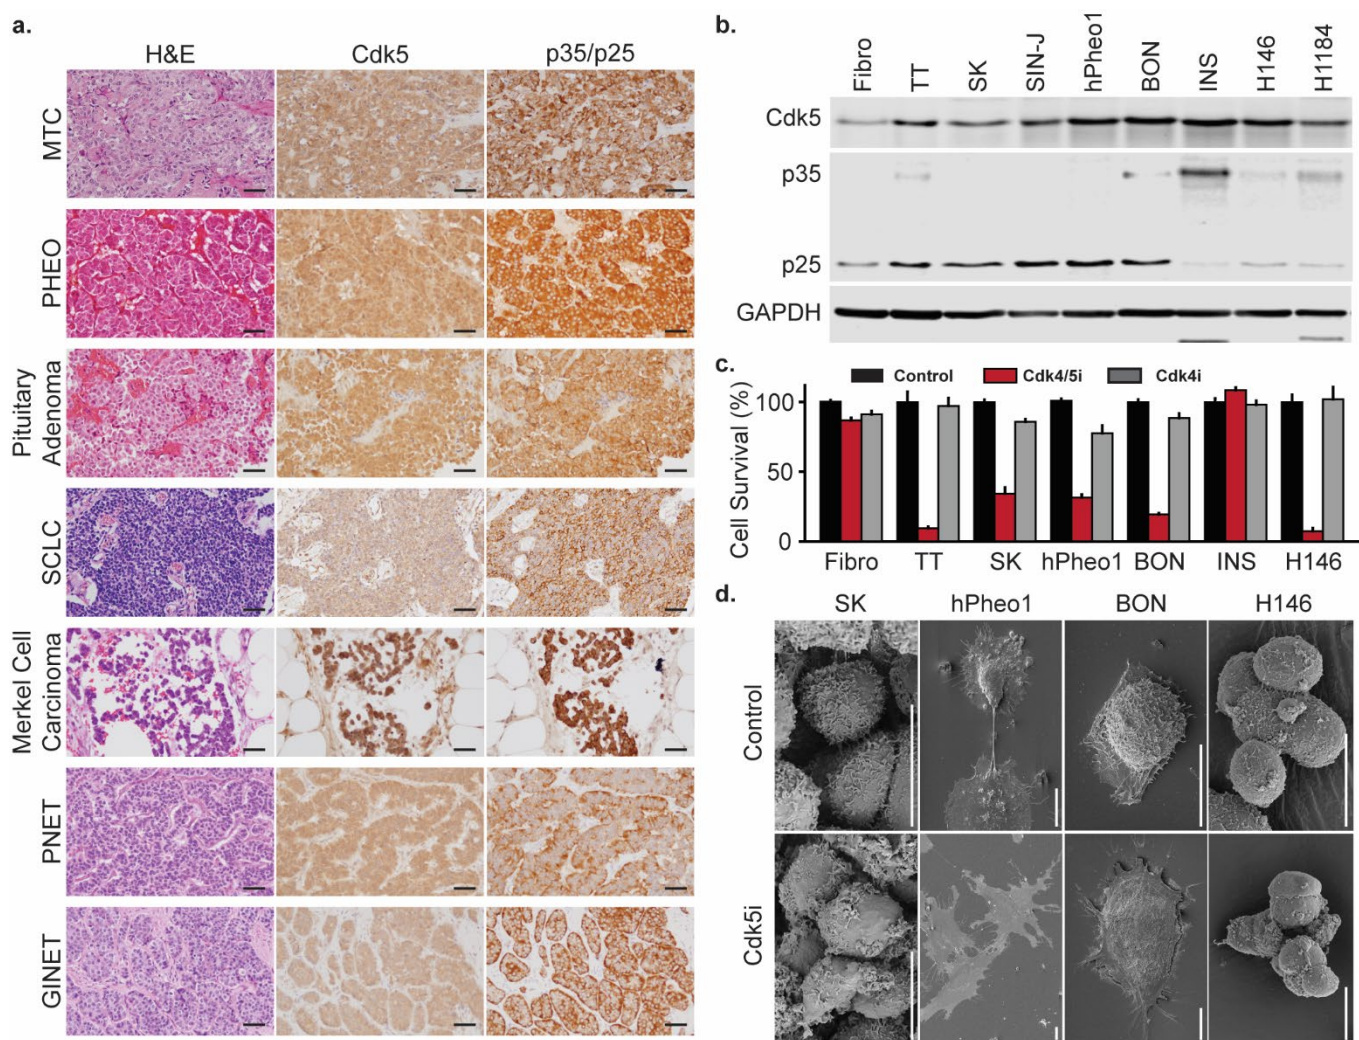 a.
H&E Cdk5 p35/p25
MTC
PHEO
Pituitary
Adenoma
SCLC
Merkel Cell
Carcinoma
PNET
GINET
b.
Fibro TT SK SIN-J hPheo1 BON INS H146 H1184
Cdk5
p35
p25
GAPDH
c.
Control Cdk4/5i Cdk4i
Cell Survival (%)
100
50
0
Fibro TT SK hPheo1 BON INS H146
d.
SK hPheo1 BON H146
Control
Cdk5i